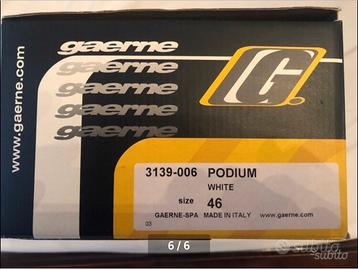 www.gaerne.com
gaerne
gaerne
gaerne
gaerne
gaerne
G.
3139-006 PODIUM
WHITE
size 46
GAERNE-SPA MADE IN ITALY www.gaerne.com
03
6 / 6
subito
subito